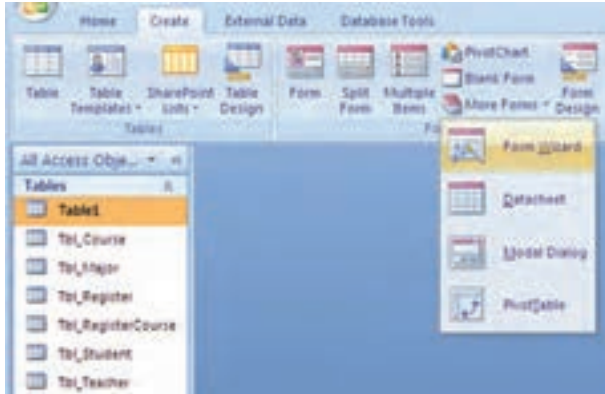 Home Create External Data Database Tools
Table Table Templates SharePoint Lists Table Design Form Split Form Multiple Items PivotChart Blank Form More Forms Form Design
Tables Fo
All Access Obje...
Tables
Table1
Tbl_Course
Tbl_Major
Tbl_Register
Tbl_RegisterCourse
Tbl_Student
Tbl_Teacher
Form Wizard
Datasheet
Modal Dialog
PivotTable